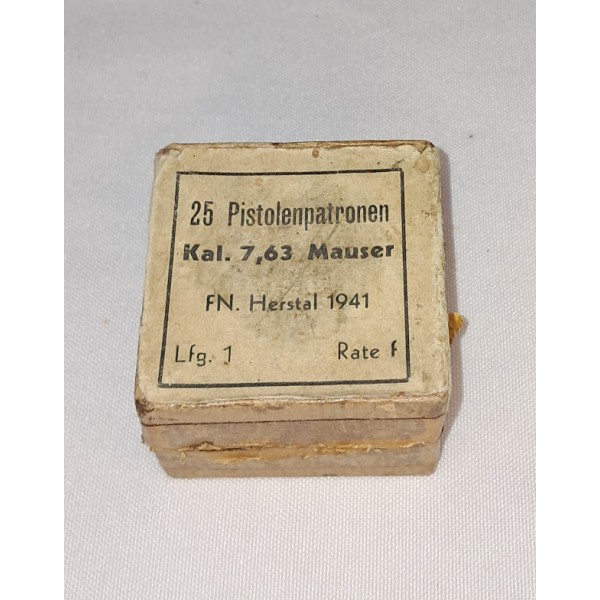 25 Pistolenpatronen
Kal. 7,63 Mauser
FN. Herstal 1941
Lfg. 1 Rate f